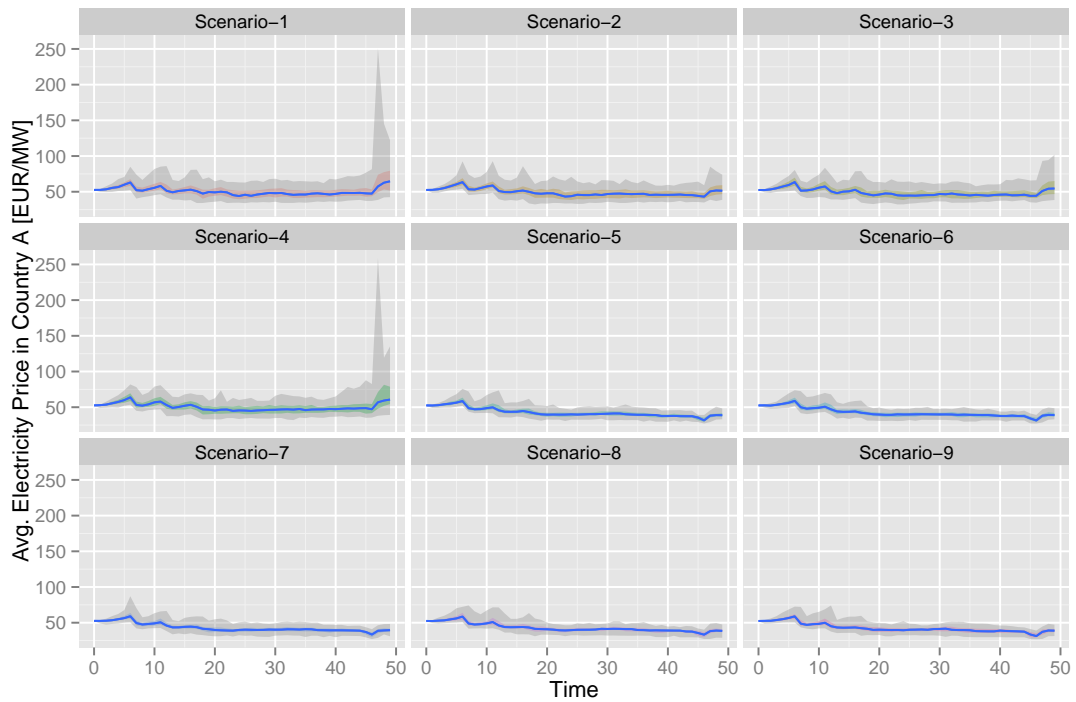 Avg. Electricity Price in Country A [EUR/MW]
Scenario−1
Scenario−2
Scenario−3
250
200
150
100
50
Scenario−4
Scenario−5
Scenario−6
250
200
150
100
50
Scenario−7
Scenario−8
Scenario−9
250
200
150
100
50
0 10 20 30 40 50
0 10 20 30 40 50
0 10 20 30 40 50
Time